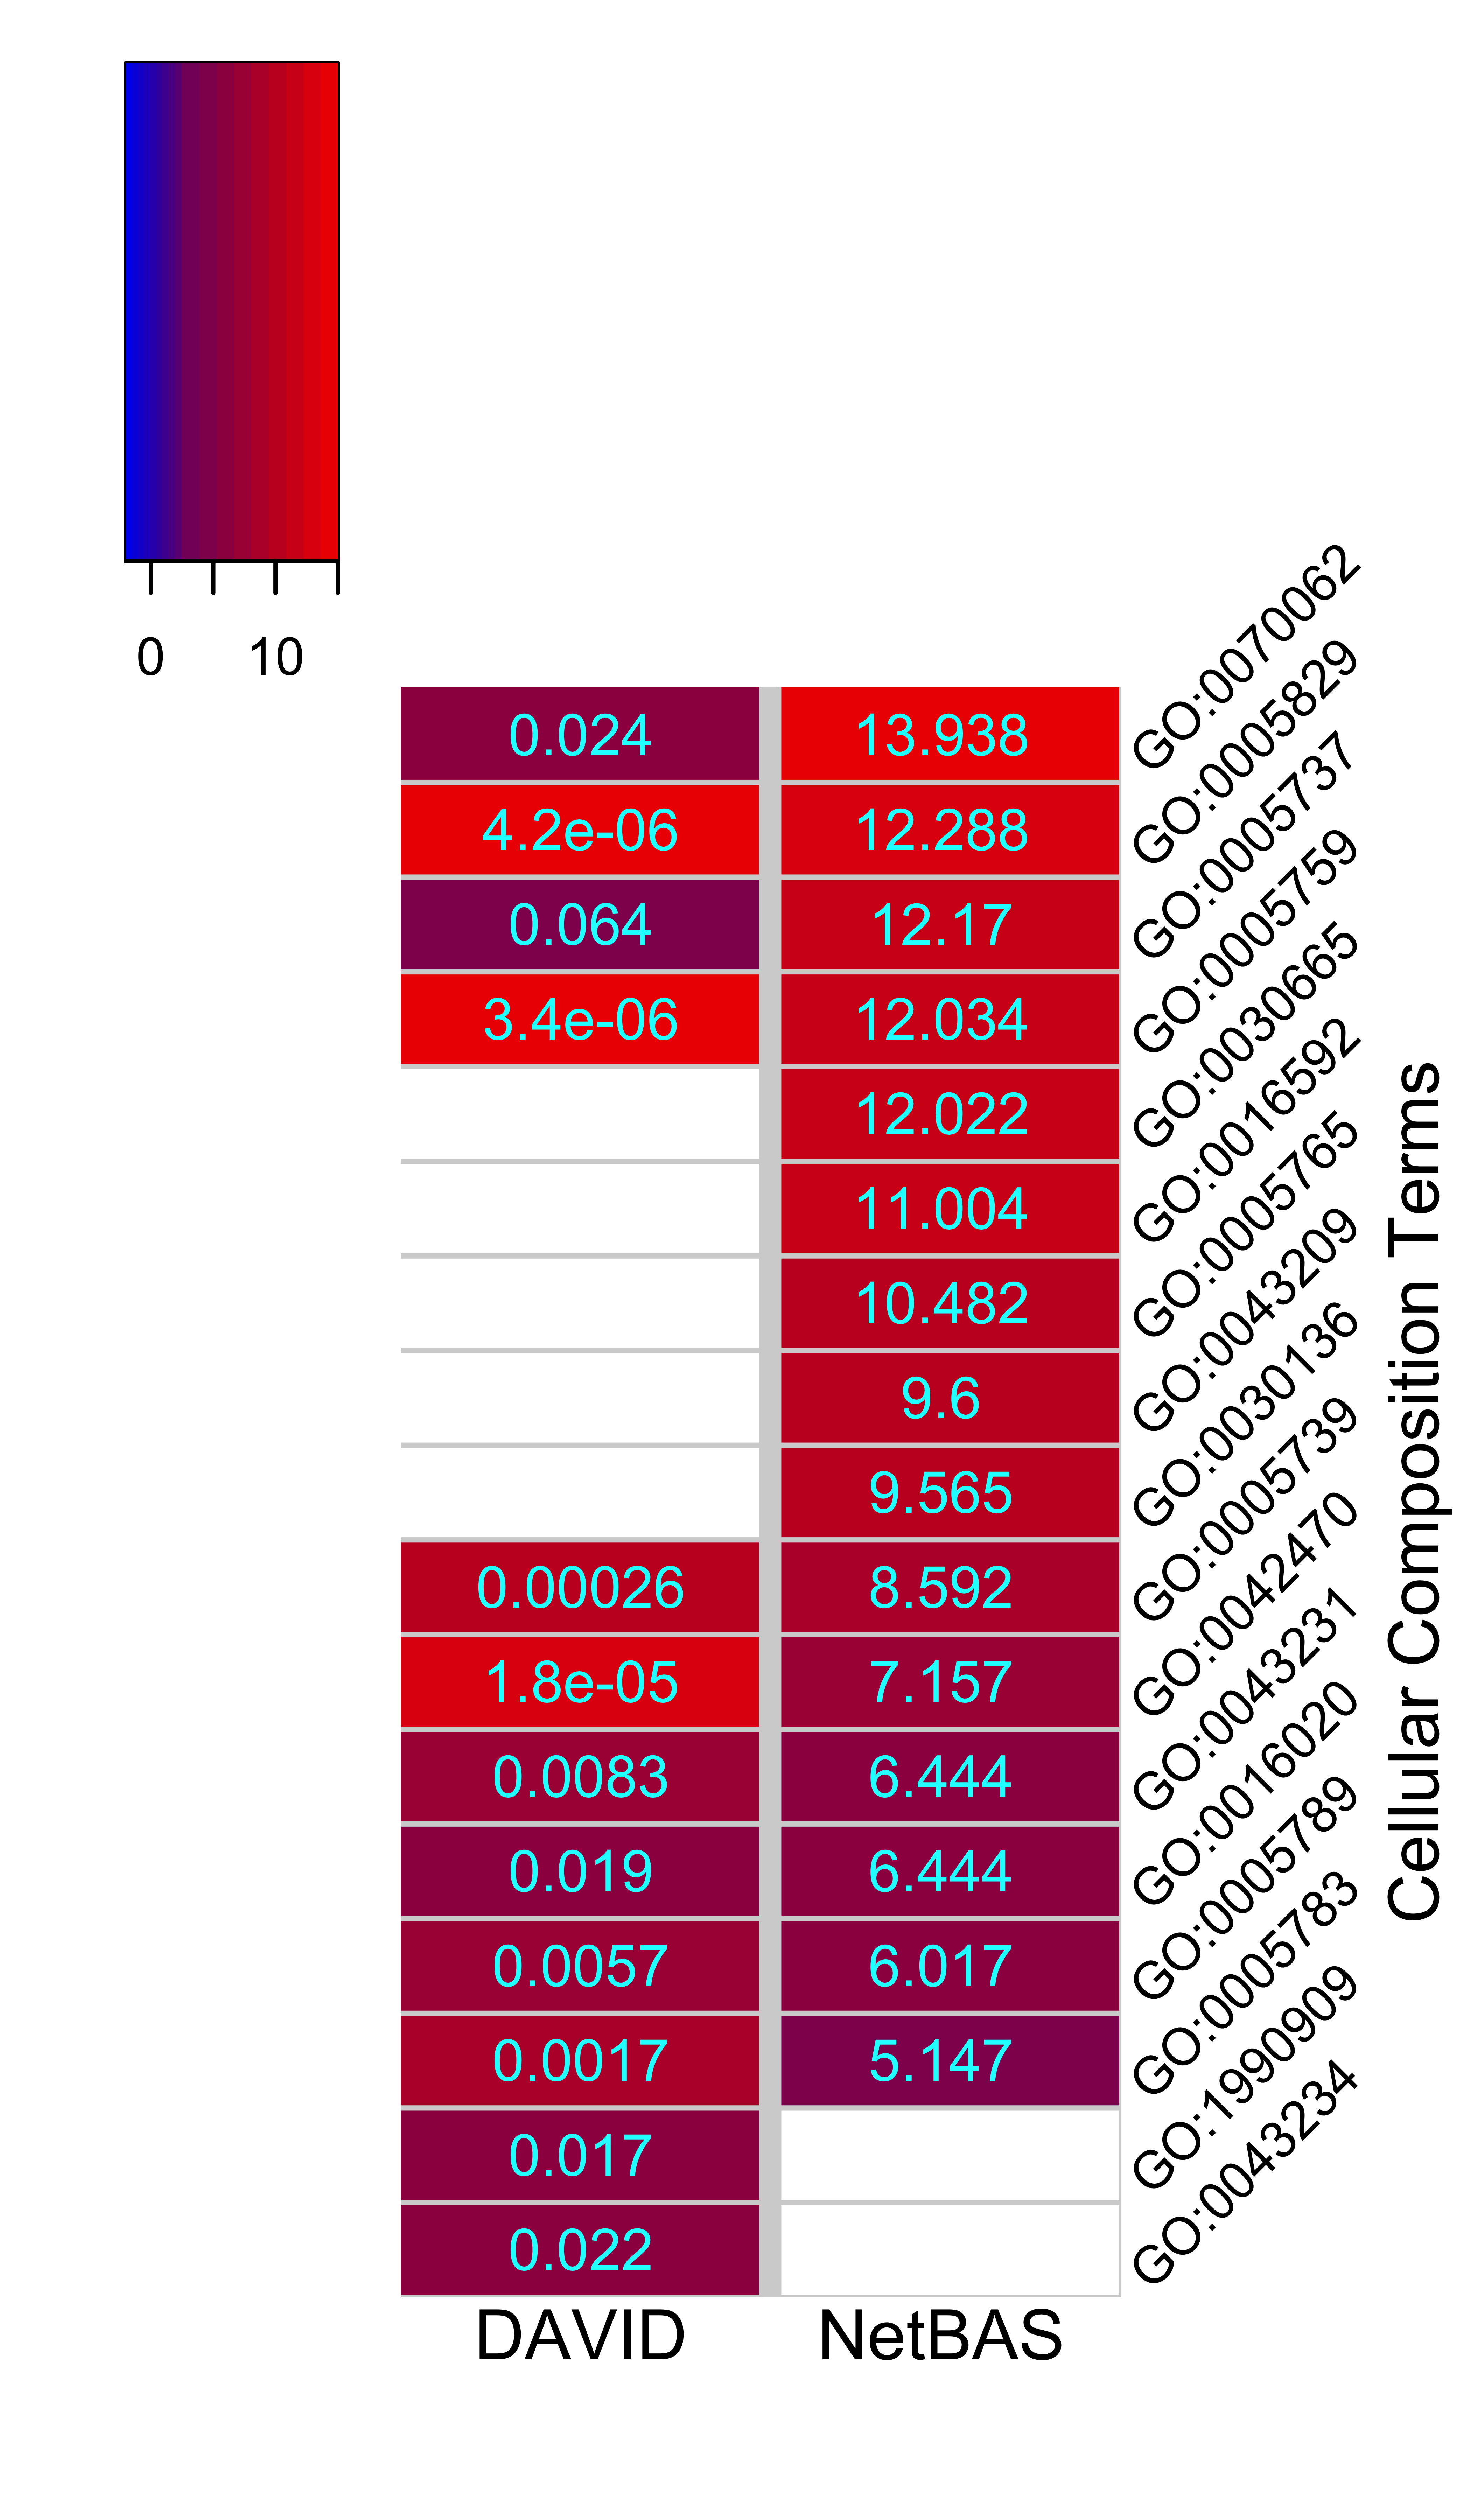 0 10
0.024 13.938 GO:0070062
4.2e-06 12.288 GO:0005829
0.064 12.17 GO:0005737
3.4e-06 12.034 GO:0005759
12.022 GO:0030665
11.004 GO:0016592
10.482 GO:0005765
9.6 GO:0043209
9.565 GO:0030136
0.00026 8.592 GO:0005739
1.8e-05 7.157 GO:0042470
0.0083 6.444 GO:0043231
0.019 6.444 GO:0016020
0.0057 6.017 GO:0005789
0.0017 5.147 GO:0005783
0.017 GO:1990909
0.022 GO:0043234
DAVID NetBAS
Cellular Composition Terms